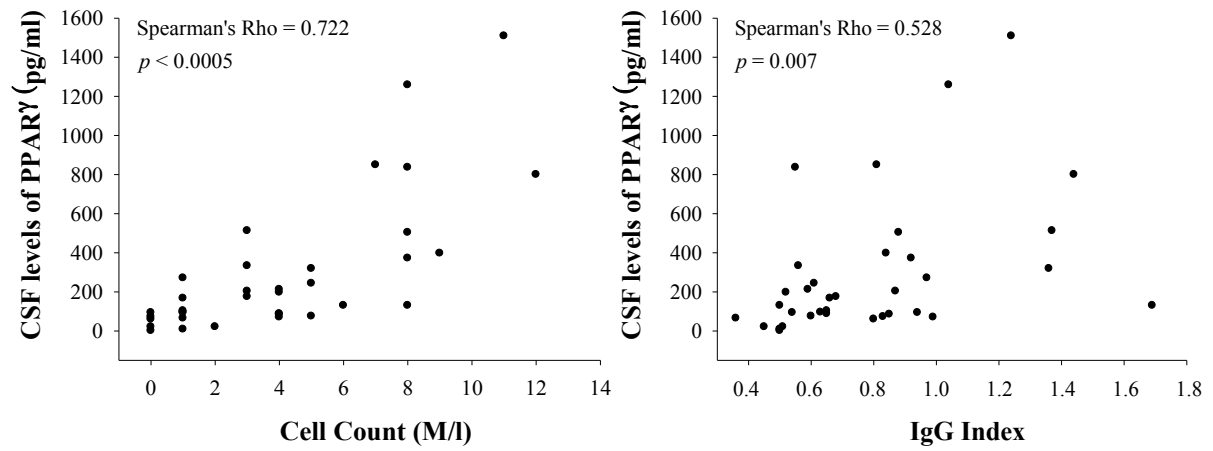 Spearman's Rho = 0.722
p < 0.0005
CSF levels of PPARγ (pg/ml)
1600
1400
1200
1000
800
600
400
200
0
0 2 4 6 8 10 12 14
Cell Count (M/l)
Spearman's Rho = 0.528
p = 0.007
CSF levels of PPARγ (pg/ml)
1600
1400
1200
1000
800
600
400
200
0
0.4 0.6 0.8 1.0 1.2 1.4 1.6 1.8
IgG Index